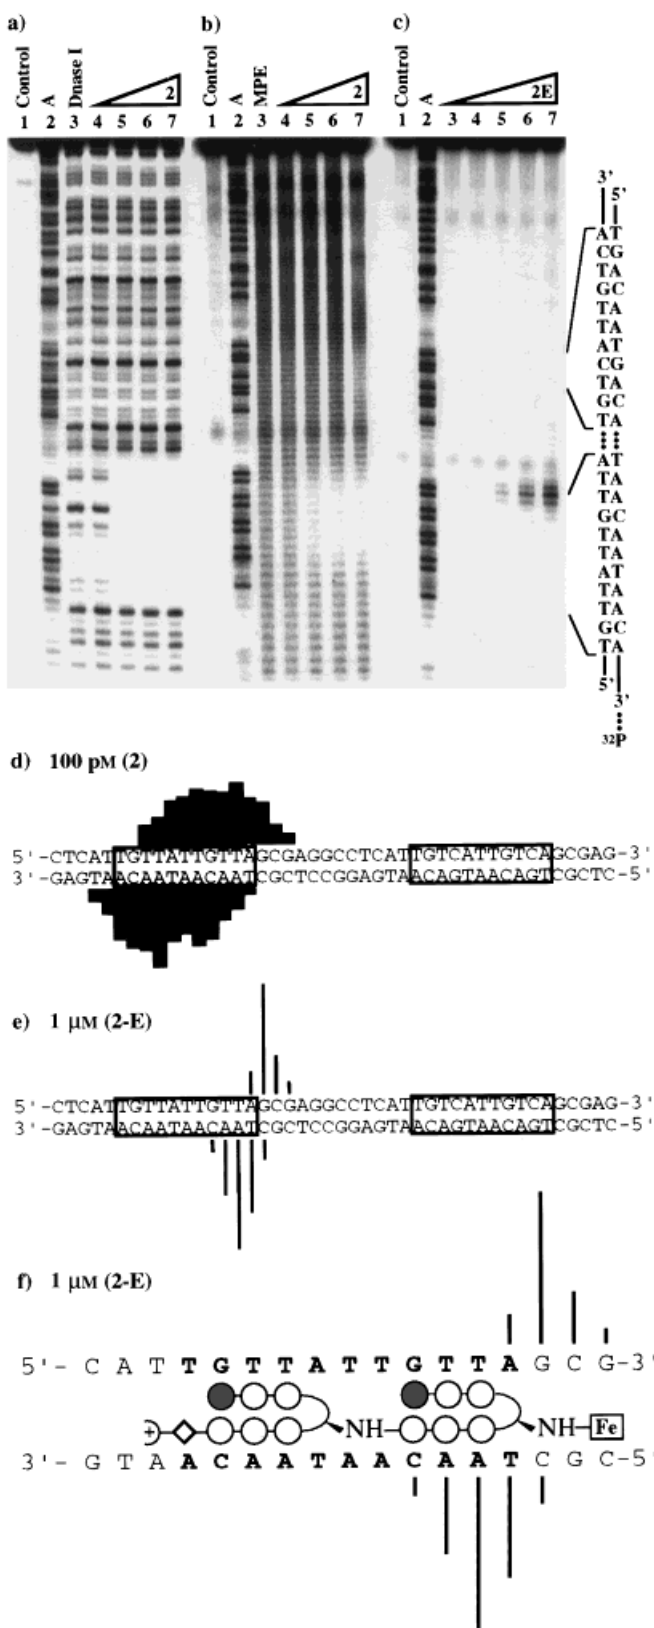 a)
b)
c)
Control
A
Dnase I
2
1 2 3 4 5 6 7
Control
A
MPE
2
1 2 3 4 5 6 7
Control
A
2E
1 2 3 4 5 6 7
3'
5'
AT
CG
TA
GC
TA
TA
AT
CG
TA
GC
TA
AT
TA
TA
GC
TA
TA
AT
TA
TA
GC
TA
5'
3'
32P
d) 100 pM (2)
5'-CTCATTGTTATTGTTAGCGAGGCCTCATTGTCATTGTCAGCGAG-3'
3'-GAGTAACAATAACAATCGCTCCGGAGTAACAGTAACAGTCGCTC-5'
e) 1 µM (2-E)
5'-CTCATTGTTATTGTTAGCGAGGCCTCATTGTCATTGTCAGCGAG-3'
3'-GAGTAACAATAACAATCGCTCCGGAGTAACAGTAACAGTCGCTC-5'
f) 1 µM (2-E)
5'- C A T T G T T A T T G T T A G C G-3'
+ NH NH Fe
3'- G T A A C A A T A A C A A T C G C-5'